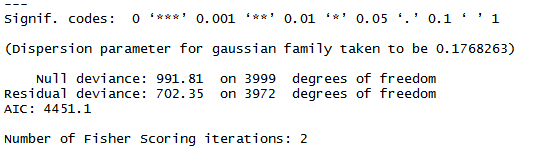 ---
Signif. codes:  0 ‘***’ 0.001 ‘**’ 0.01 ‘*’ 0.05 ‘.’ 0.1 ‘ ’ 1
(Dispersion parameter for gaussian family taken to be 0.1768263)
Null deviance: 991.81  on 3999  degrees of freedom
Residual deviance: 702.35  on 3972  degrees of freedom
AIC: 4451.1
Number of Fisher Scoring iterations: 2